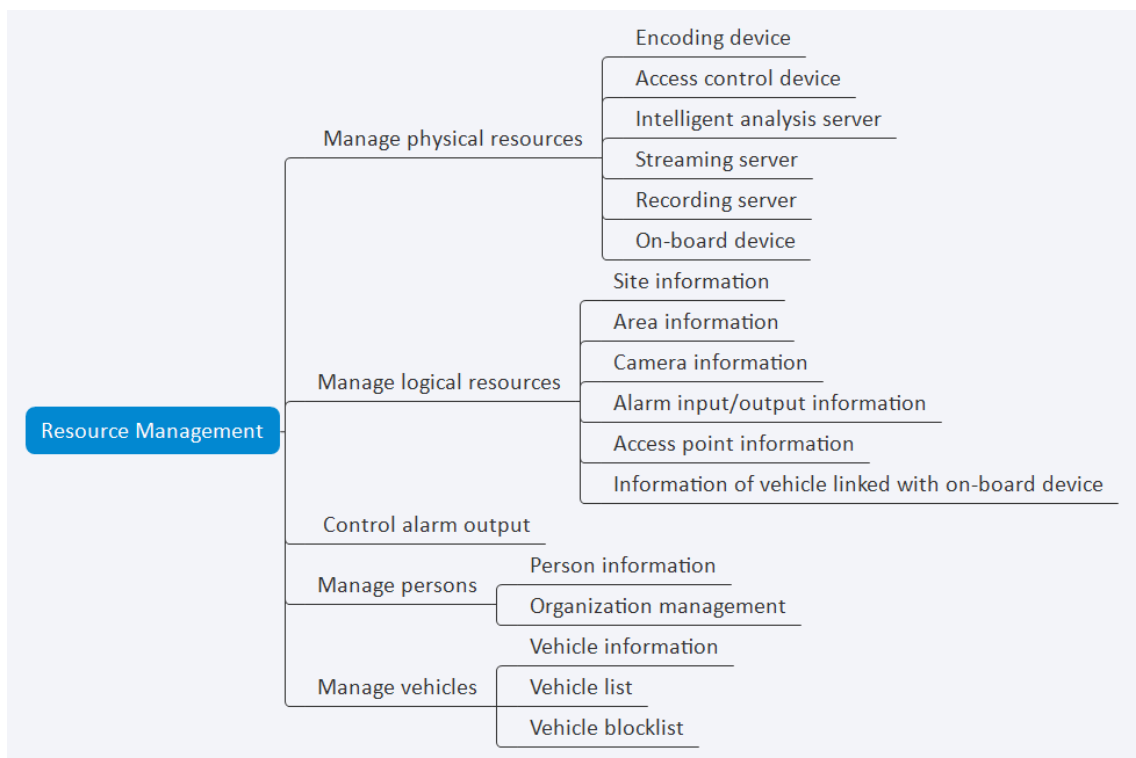 Resource Management
Manage physical resources
Encoding device
Access control device
Intelligent analysis server
Streaming server
Recording server
On-board device
Manage logical resources
Site information
Area information
Camera information
Alarm input/output information
Access point information
Information of vehicle linked with on-board device
Control alarm output
Manage persons
Person information
Organization management
Manage vehicles
Vehicle information
Vehicle list
Vehicle blocklist